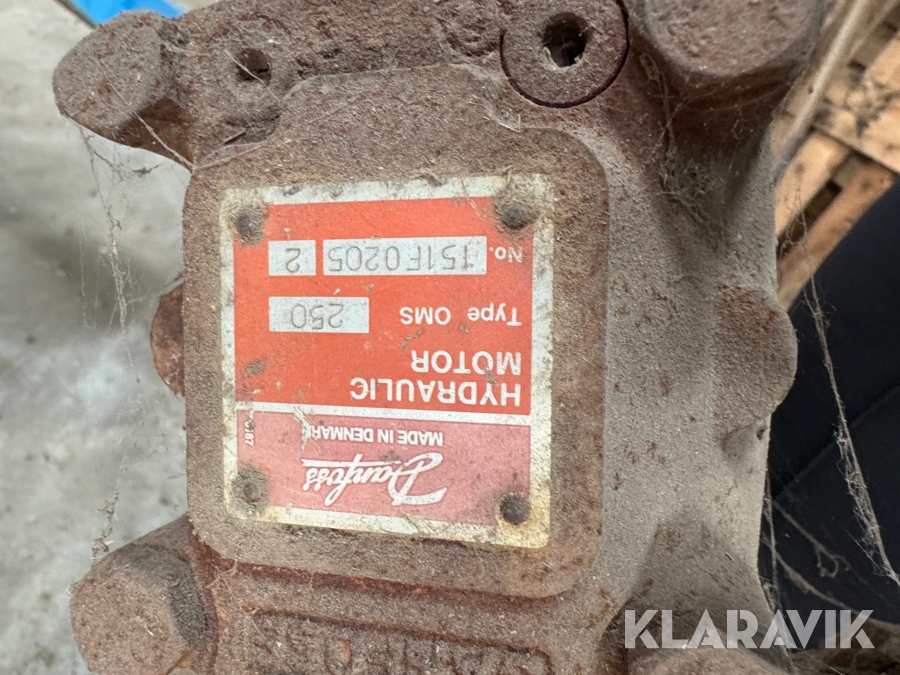 Danfoss
MADE IN DENMARK
HYDRAULIC
MOTOR
Type OMS 250
No. 151F0205 2
KLARAVIK